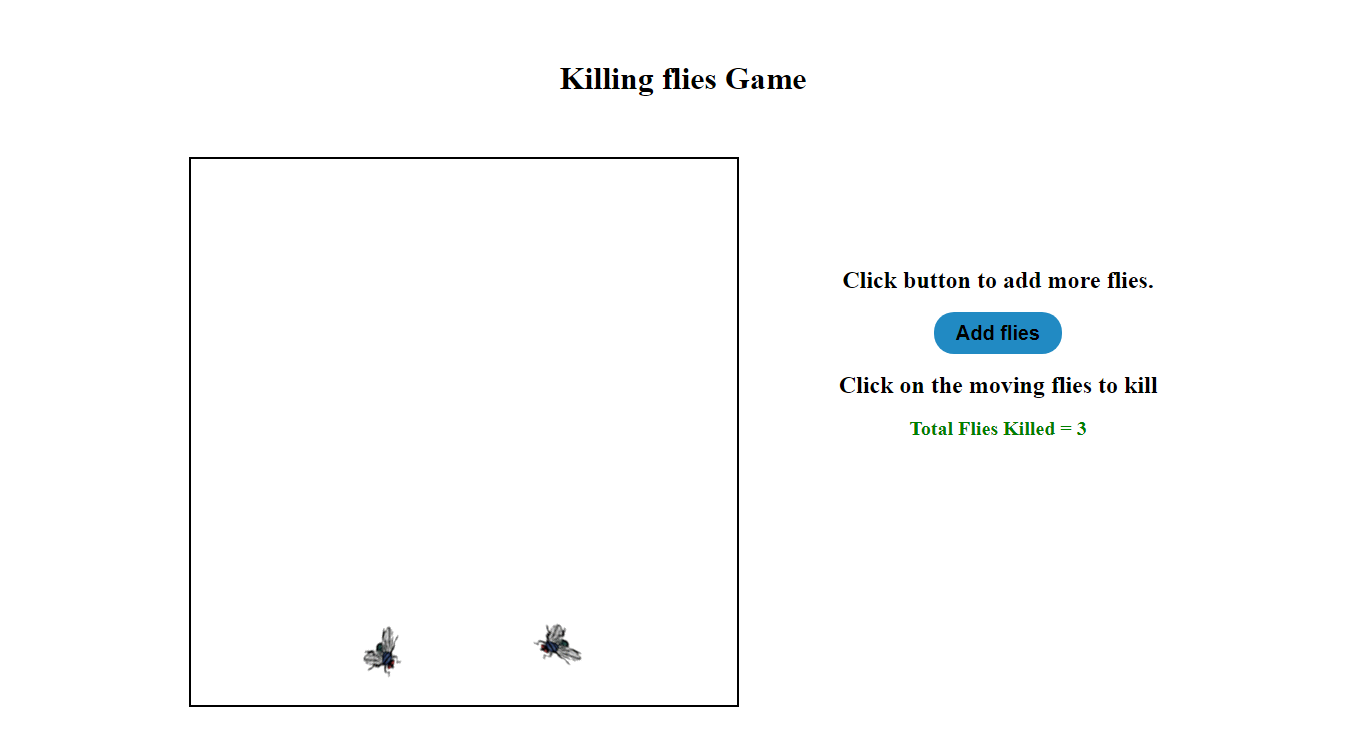 Killing flies Game
Click button to add more flies.
Add flies
Click on the moving flies to kill
Total Flies Killed = 3